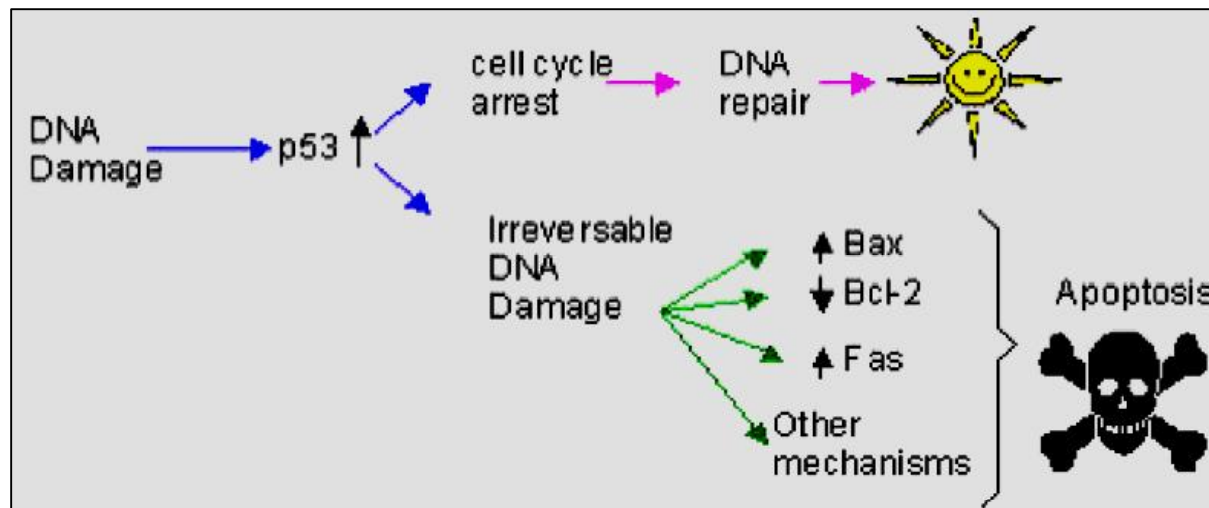 DNA
Damage
p53
cell cycle
arrest
DNA
repair
Irreversable
DNA
Damage
Bax
Bcl-2
Fas
Other
mechanisms
Apoptosis